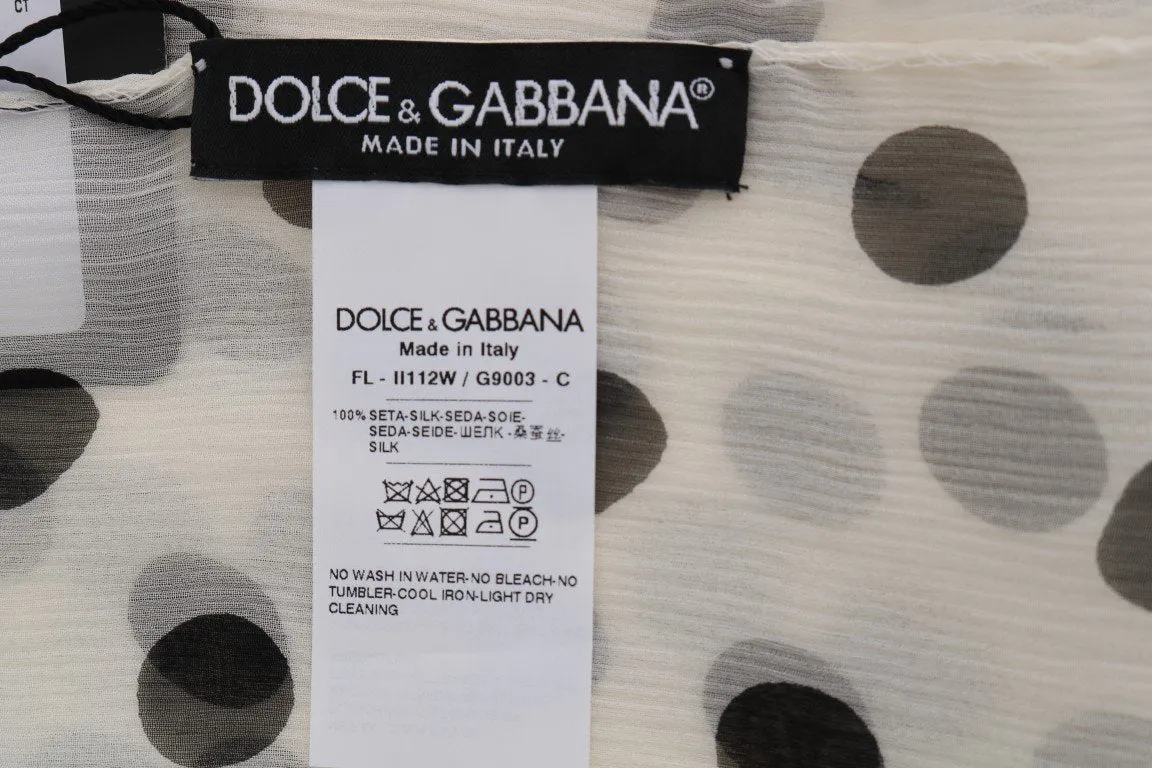 CT
DOLCE & GABBANA®
MADE IN ITALY
DOLCE & GABBANA
Made in Italy
FL - II112W / G9003 - C
100% SETA-SILK-SEDA-SOIE-
SEDA-SEIDE-ШЕЛК -桑蚕丝-
SILK
P
P
NO WASH IN WATER-NO BLEACH-NO
TUMBLER-COOL IRON-LIGHT DRY
CLEANING